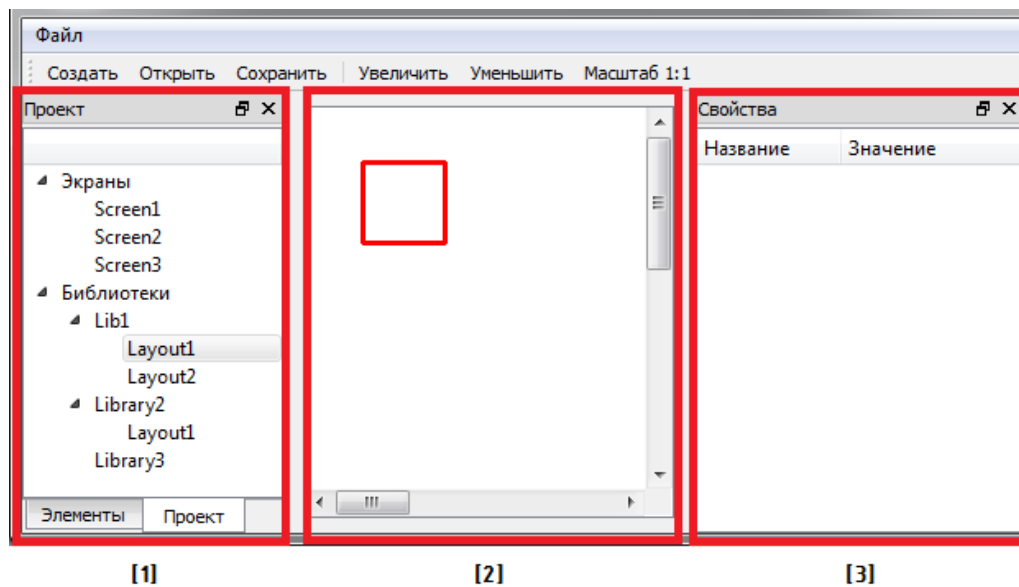 Файл
Создать Открыть Сохранить Увеличить Уменьшить Масштаб 1:1
Проект
Экраны
Screen1
Screen2
Screen3
Библиотеки
Lib1
Layout1
Layout2
Library2
Layout1
Library3
Элементы Проект
Свойства
Название Значение
[1] [2] [3]